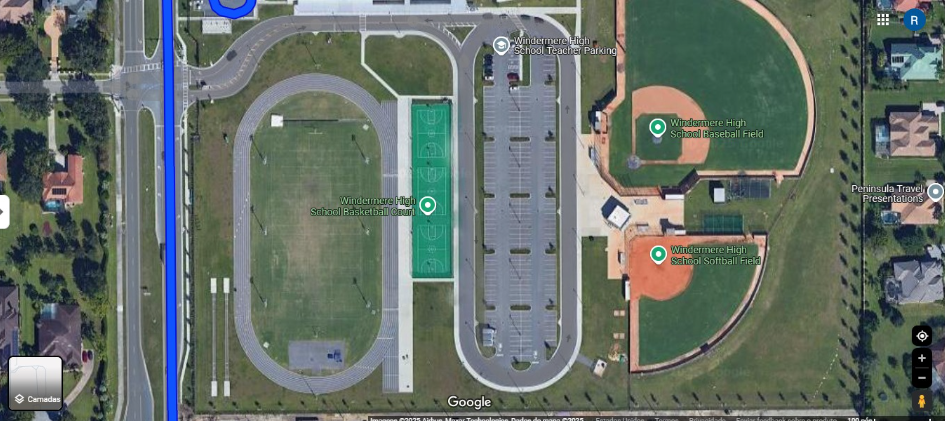 R
Windermere High
School Teacher Parking
Windermere High
School Baseball Field
Peninsula Travel
Presentations
Windermere High
School Basketball Court
Windermere High
School Softball Field
Camadas
Google